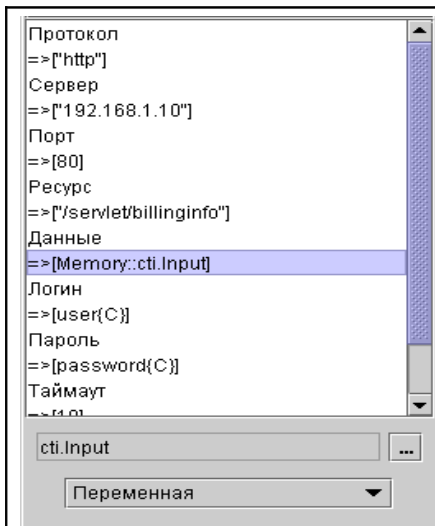 Протокол
=>["http"]
Сервер
=>["192.168.1.10"]
Порт
=>[80]
Ресурс
=>["/servlet/billinginfo"]
Данные
=>[Memory::cti.Input]
Логин
=>[user{C}]
Пароль
=>[password{C}]
Таймаут
cti.Input
...
Переменная